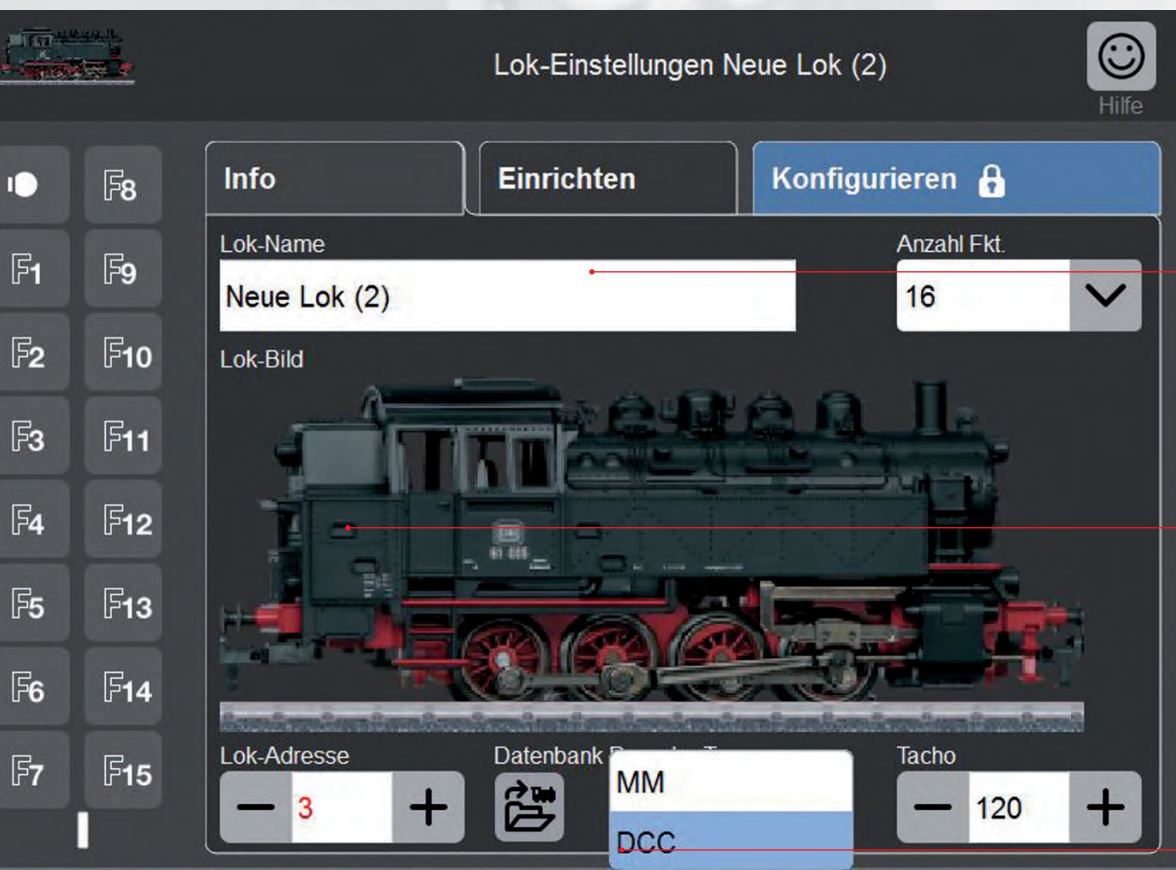 Lok-Einstellungen Neue Lok (2)
Hilfe
Info
Einrichten
Konfigurieren
F8
F1
F9
F2
F10
F3
F11
F4
F12
F5
F13
F6
F14
F7
F15
Lok-Name
Anzahl Fkt.
Neue Lok (2)
16
Lok-Bild
Lok-Adresse
Datenbank
Tacho
3
MM
DCC
120